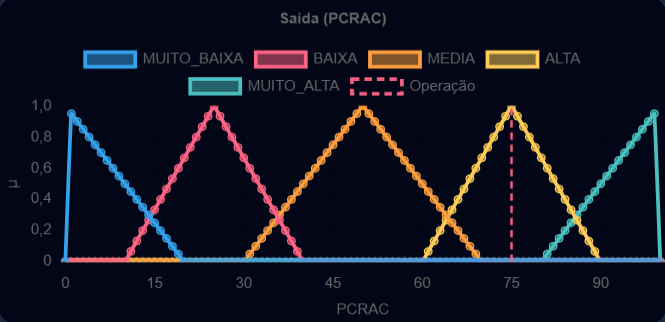 Saída (PCRAC)
MUITO_BAIXA BAIXA MEDIA ALTA
MUITO_ALTA Operação
1,0
0,8
0,6
0,4
0,2
0
μ
0 15 30 45 60 75 90
PCRAC